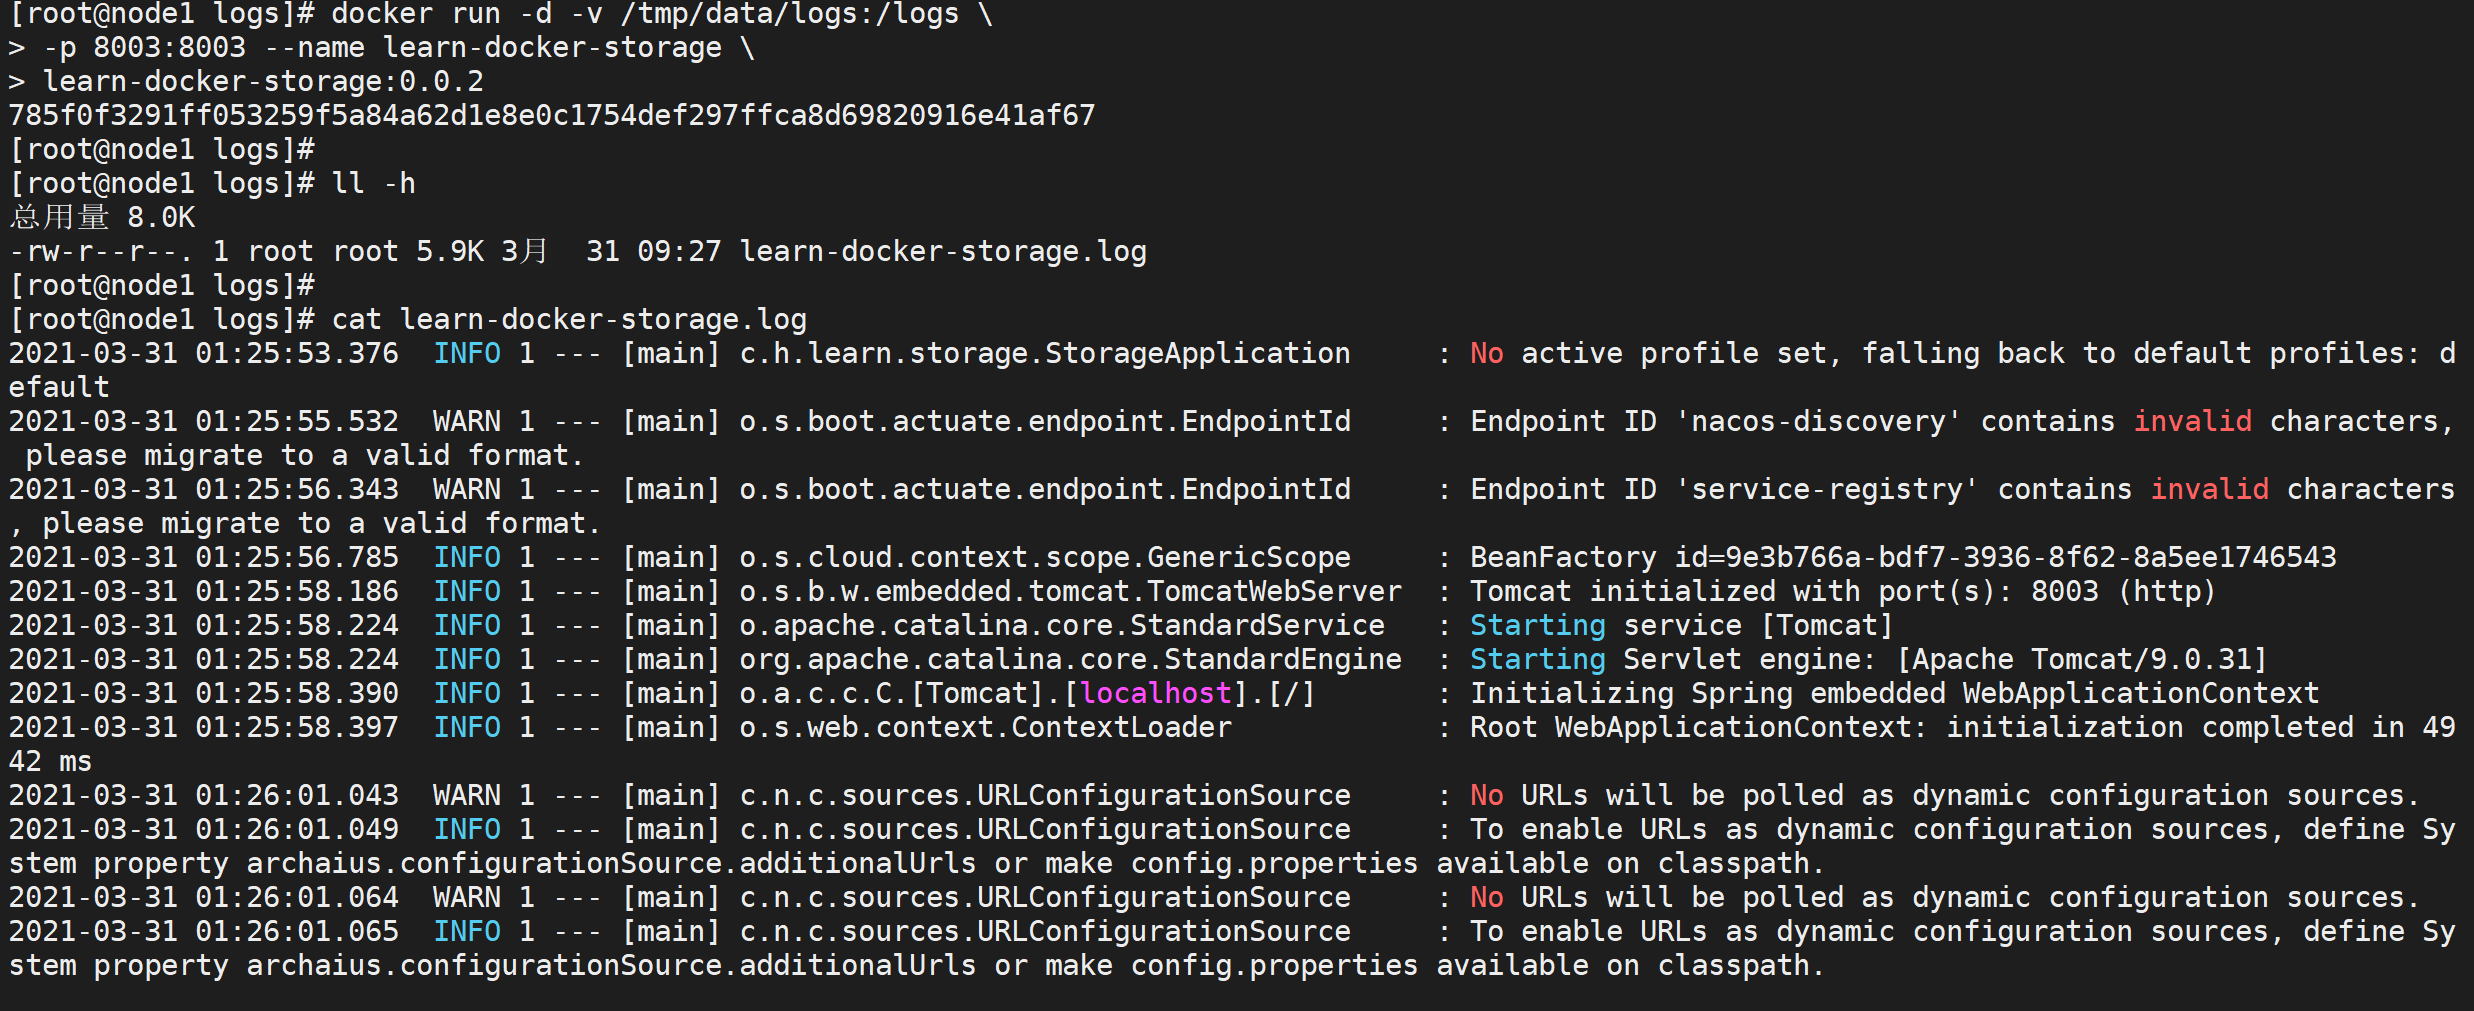 [root@node1 logs]# docker run -d -v /tmp/data/logs:/logs \
> -p 8003:8003 --name learn-docker-storage \
> learn-docker-storage:0.0.2
785f0f3291ff053259f5a84a62d1e8e0c1754def297ffca8d69820916e41af67
[root@node1 logs]#
[root@node1 logs]# ll -h
总用量 8.0K
-rw-r--r--. 1 root root 5.9K 3月  31 09:27 learn-docker-storage.log
[root@node1 logs]#
[root@node1 logs]# cat learn-docker-storage.log
2021-03-31 01:25:53.376  INFO 1 --- [main] c.h.learn.storage.StorageApplication     : No active profile set, falling back to default profiles: d
efault
2021-03-31 01:25:55.532  WARN 1 --- [main] o.s.boot.actuate.endpoint.EndpointId     : Endpoint ID 'nacos-discovery' contains invalid characters,
 please migrate to a valid format.
2021-03-31 01:25:56.343  WARN 1 --- [main] o.s.boot.actuate.endpoint.EndpointId     : Endpoint ID 'service-registry' contains invalid characters
, please migrate to a valid format.
2021-03-31 01:25:56.785  INFO 1 --- [main] o.s.cloud.context.scope.GenericScope     : BeanFactory id=9e3b766a-bdf7-3936-8f62-8a5ee1746543
2021-03-31 01:25:58.186  INFO 1 --- [main] o.s.b.w.embedded.tomcat.TomcatWebServer  : Tomcat initialized with port(s): 8003 (http)
2021-03-31 01:25:58.224  INFO 1 --- [main] o.apache.catalina.core.StandardService   : Starting service [Tomcat]
2021-03-31 01:25:58.224  INFO 1 --- [main] org.apache.catalina.core.StandardEngine  : Starting Servlet engine: [Apache Tomcat/9.0.31]
2021-03-31 01:25:58.390  INFO 1 --- [main] o.a.c.c.C.[Tomcat].[localhost].[/]       : Initializing Spring embedded WebApplicationContext
2021-03-31 01:25:58.397  INFO 1 --- [main] o.s.web.context.ContextLoader            : Root WebApplicationContext: initialization completed in 49
42 ms
2021-03-31 01:26:01.043  WARN 1 --- [main] c.n.c.sources.URLConfigurationSource     : No URLs will be polled as dynamic configuration sources.
2021-03-31 01:26:01.049  INFO 1 --- [main] c.n.c.sources.URLConfigurationSource     : To enable URLs as dynamic configuration sources, define Sy
stem property archaius.configurationSource.additionalUrls or make config.properties available on classpath.
2021-03-31 01:26:01.064  WARN 1 --- [main] c.n.c.sources.URLConfigurationSource     : No URLs will be polled as dynamic configuration sources.
2021-03-31 01:26:01.065  INFO 1 --- [main] c.n.c.sources.URLConfigurationSource     : To enable URLs as dynamic configuration sources, define Sy
stem property archaius.configurationSource.additionalUrls or make config.properties available on classpath.